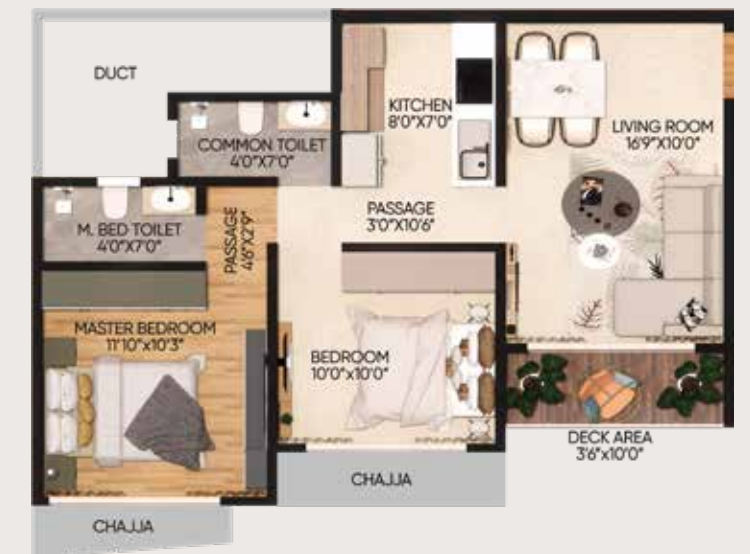 DUCT
COMMON TOILET
4'0"X7'0"
KITCHEN
8'0"X7'0"
LIVING ROOM
16'9"X10'0"
M. BED TOILET
4'0"X7'0"
PASSAGE
4'6"X2'9"
PASSAGE
3'0"X10'6"
MASTER BEDROOM
11'10"x10'3"
BEDROOM
10'0"x10'0"
DECK AREA
3'6"x10'0"
CHAJJA
CHAJJA